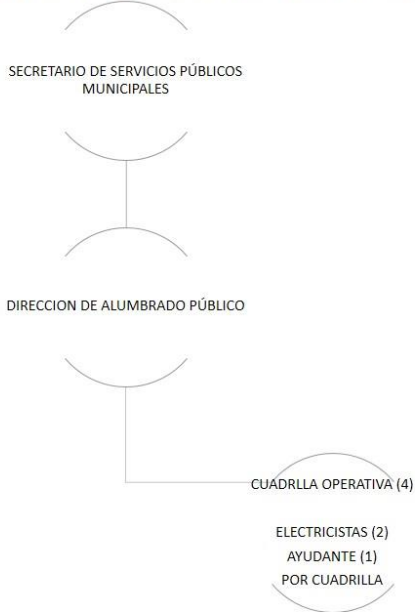 SECRETARIO DE SERVICIOS PÚBLICOS
MUNICIPALES
DIRECCION DE ALUMBRADO PÚBLICO
CUADRLLA OPERATIVA (4)
ELECTRICISTAS (2)
AYUDANTE (1)
POR CUADRILLA